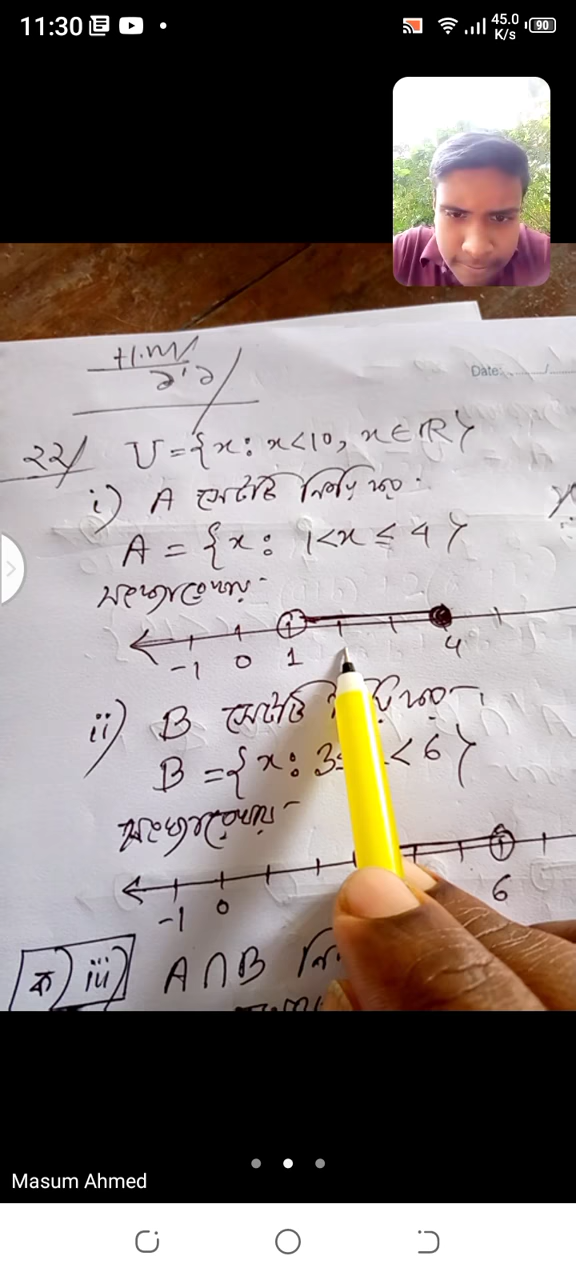 11:30
45.0
K/s
90
H.W
C.Q
Date:
২২/ U={x: x<10, x∈R}
i) A সেটটি নির্ণয়
A = {x: 1<x≤4}
সংখ্যারেখায়-
-1 0 1 4
ii) B সেটটি
B={x: 3≤ <6}
সংখ্যারেখায়-
-1 0 6
ক) iii) A∩B
Masum Ahmed